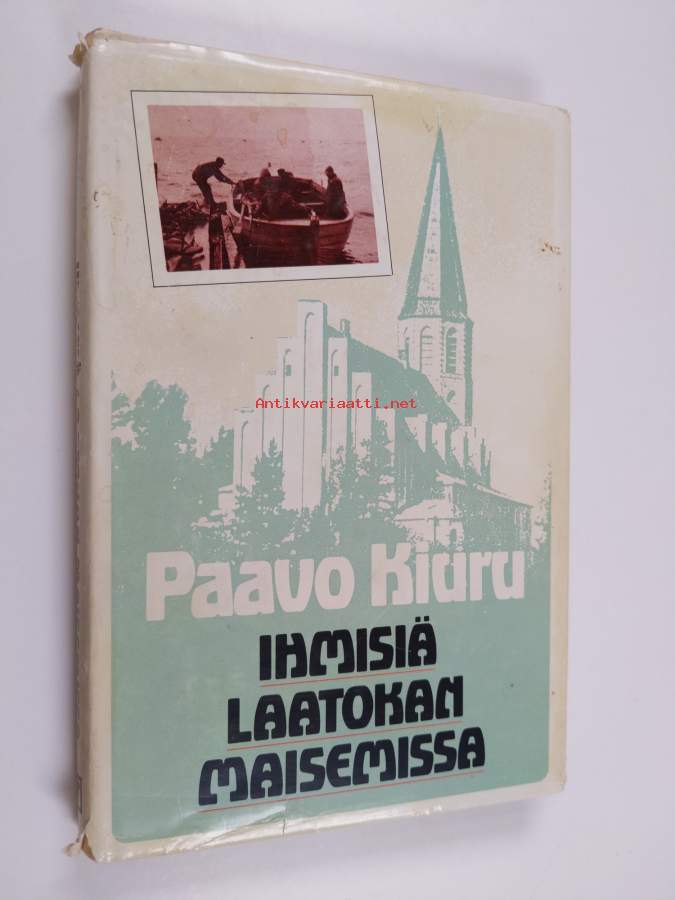 Antikvariaatti.net
Paavo Kiuru
IHMISIÄ
LAATOKAN
MAISEMISSA